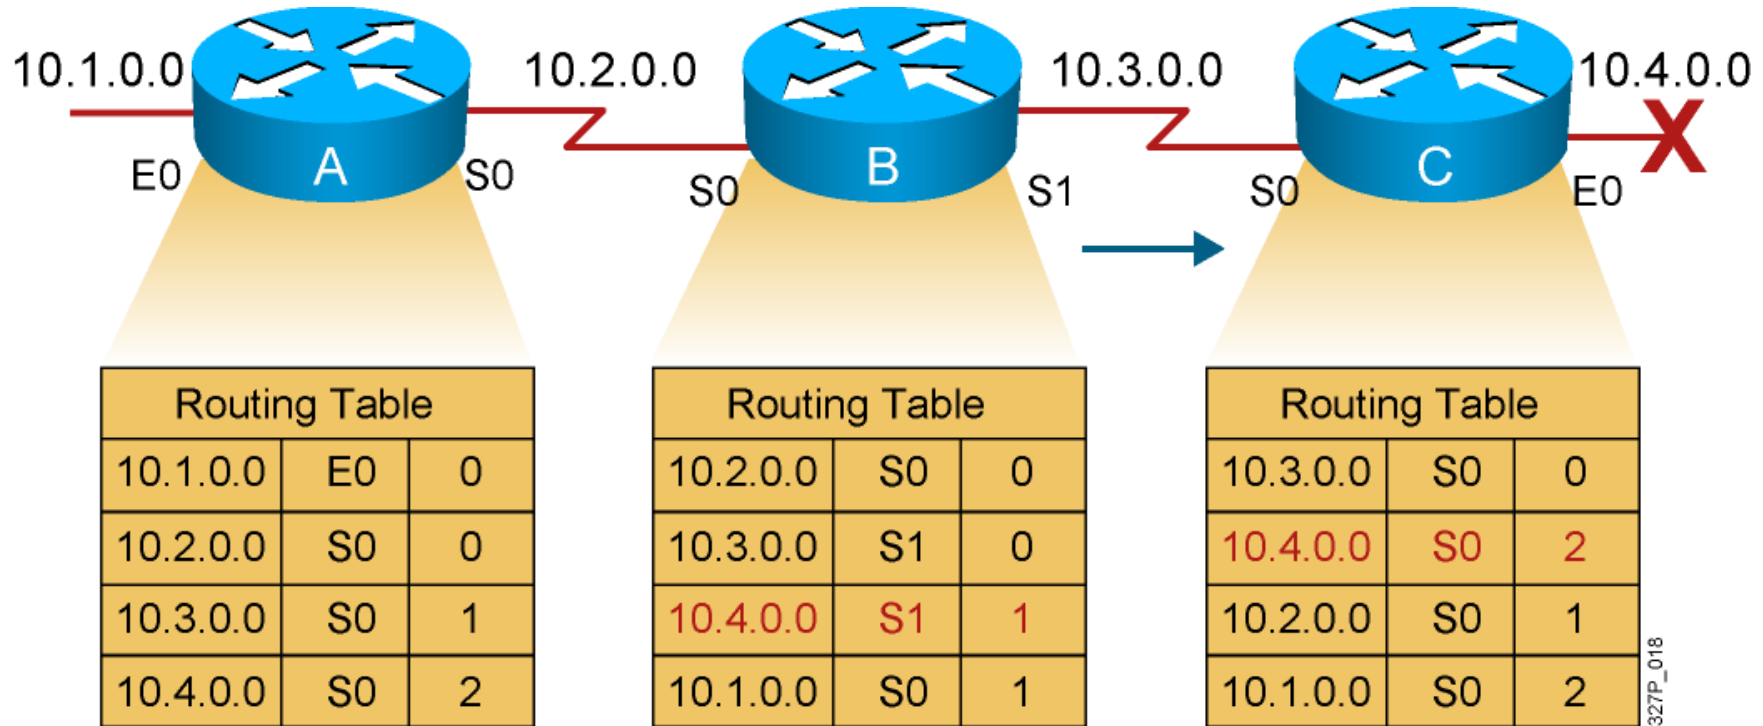 10.1.0.0 10.2.0.0 10.3.0.0 10.4.0.0
X
A B C
E0 S0 S0 S1 S0 E0
Routing Table Routing Table Routing Table
10.1.0.0 E0 0 10.2.0.0 S0 0 10.3.0.0 S0 0
10.2.0.0 S0 0 10.3.0.0 S1 0 10.4.0.0 S0 2
10.3.0.0 S0 1 10.4.0.0 S1 1 10.2.0.0 S0 1
10.4.0.0 S0 2 10.1.0.0 S0 1 10.1.0.0 S0 2
327P_018